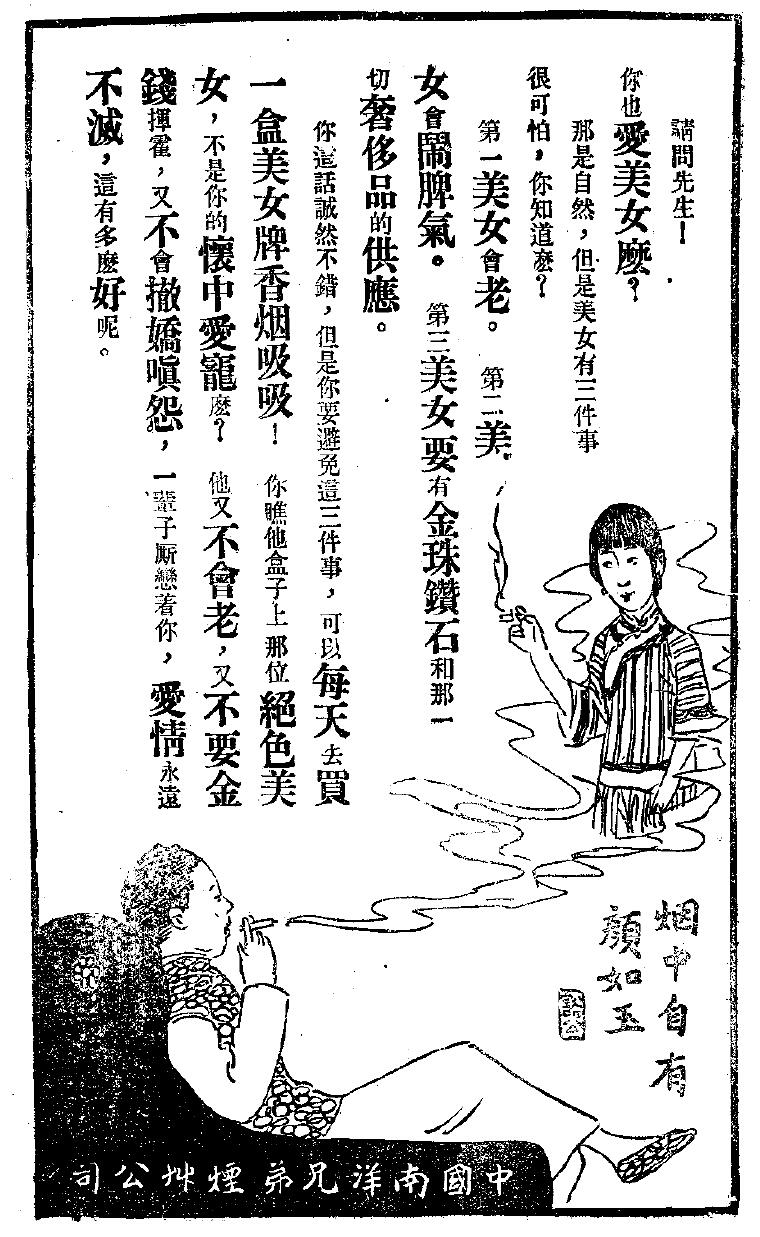 請問先生！
你也愛美女麽？
那是自然，但是美女有三件事
很可怕，你知道麽？
第一美女會老。　第二美
女會鬧脾氣。　第三美女要有金珠鑽石和那一
切奢侈品的供應。
你這話誠然不錯，但是你要避免這三件事，可以每天去買
一盒美女牌香烟吸吸！　你瞧他盒子上那位絕色美
女，不是你的懷中愛寵麽？　他又不會老，又不要金
錢揮霍，又不會撒嬌嗔怨，一輩子厮戀着你，愛情永遠
不滅，這有多麽好呢。
烟中自有
顏如玉
中國南洋兄弟煙艸公司